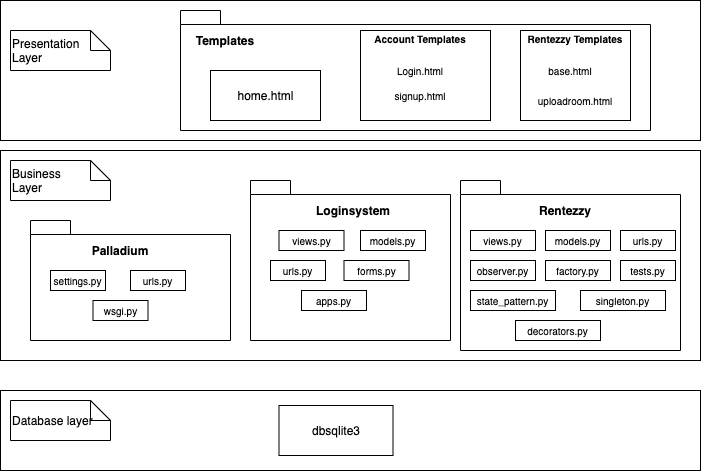 Presentation
Layer
Templates
home.html
Account Templates
Login.html
signup.html
Rentezzy Templates
base.html
uploadroom.html
Business
Layer
Palladium
settings.py
urls.py
wsgi.py
Loginsystem
views.py
models.py
urls.py
forms.py
apps.py
Rentezzy
views.py
models.py
urls.py
observer.py
factory.py
tests.py
state_pattern.py
singleton.py
decorators.py
Database layer
dbsqlite3